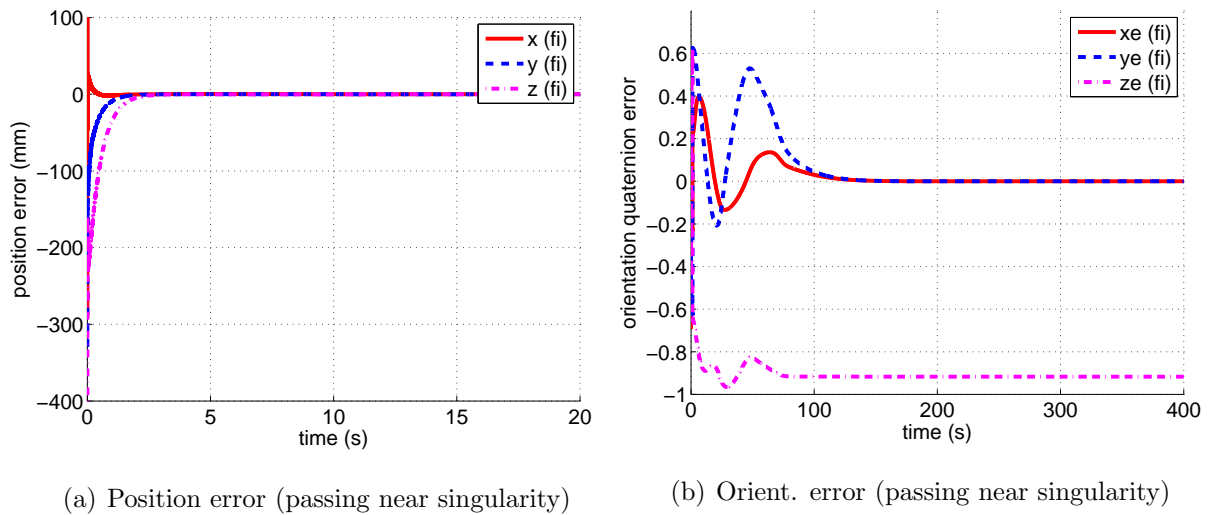 100
0
−100
−200
−300
−400
position error (mm)
0
5
10
15
20
time (s)
x (fi)
y (fi)
z (fi)
(a) Position error (passing near singularity)
0.6
0.4
0.2
0
−0.2
−0.4
−0.6
−0.8
−1
orientation quaternion error
0
100
200
300
400
time (s)
xe (fi)
ye (fi)
ze (fi)
(b) Orient. error (passing near singularity)